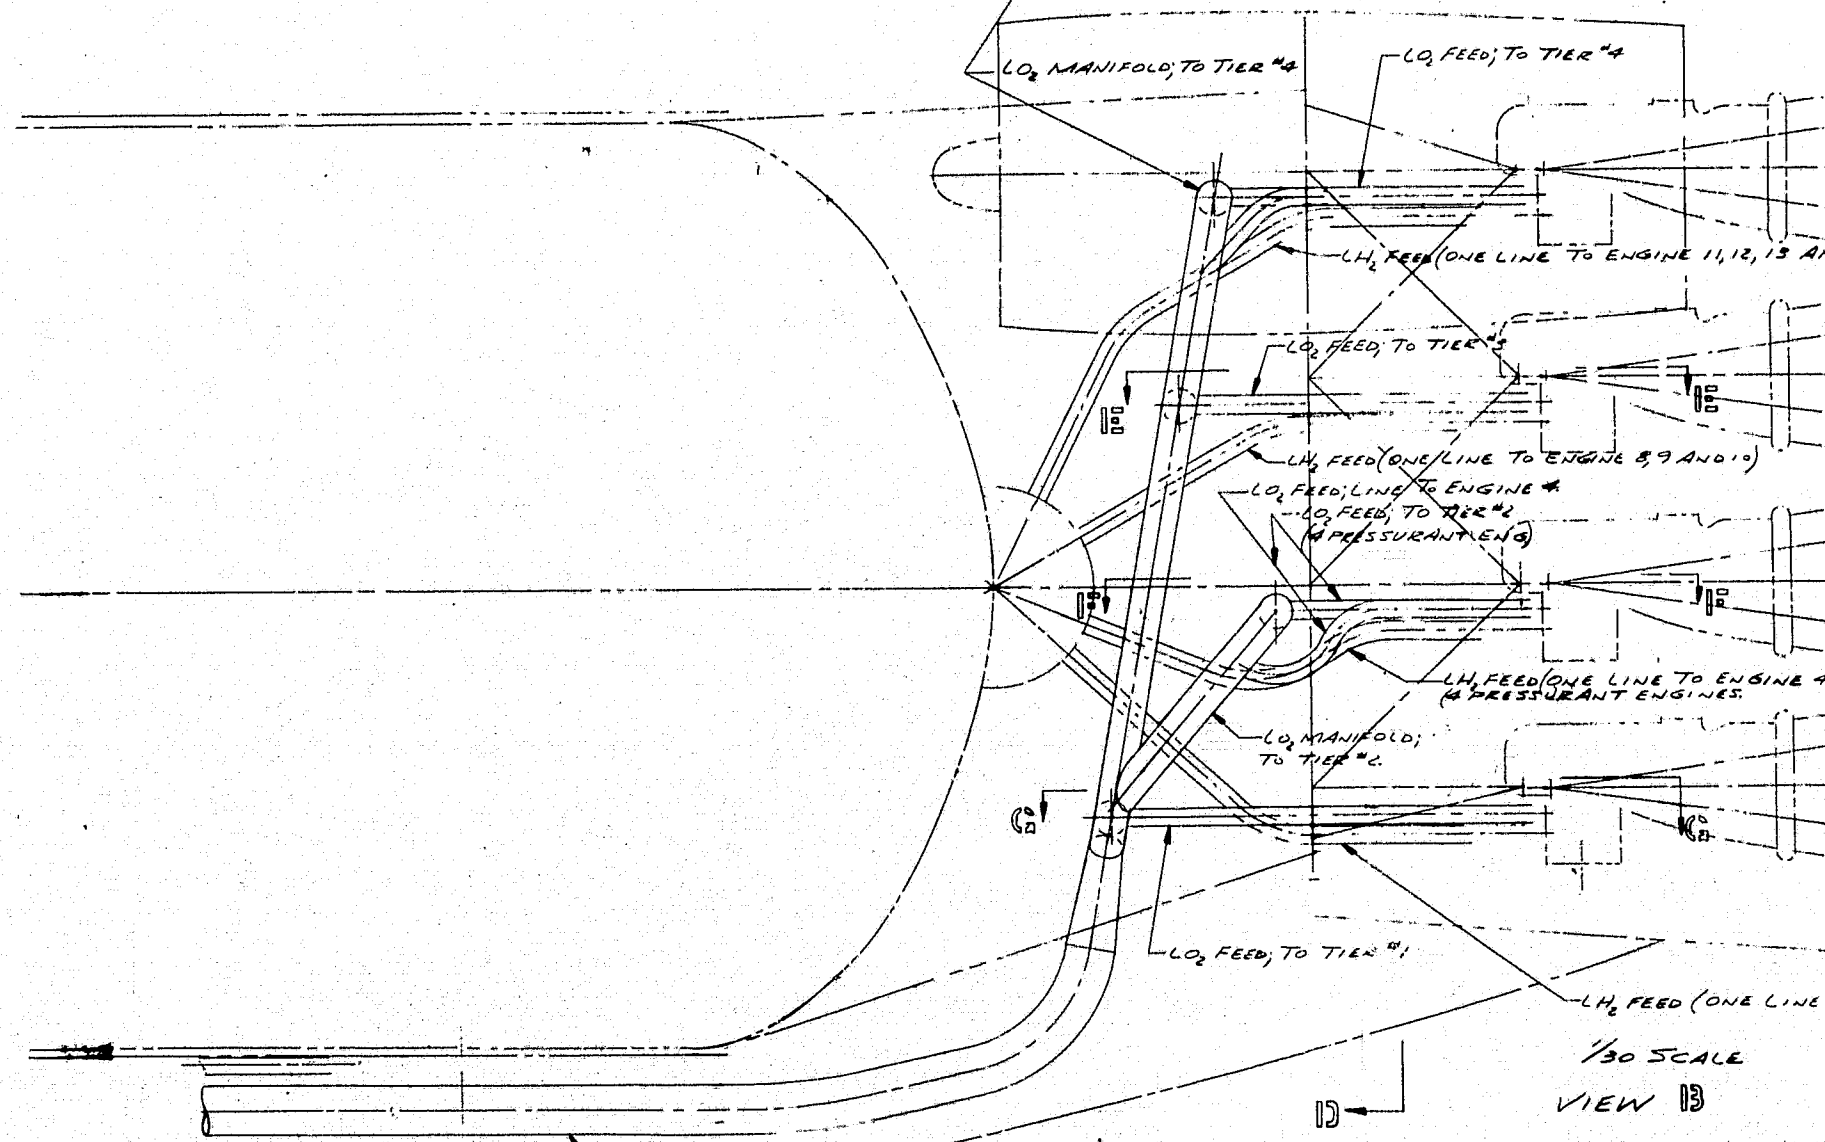 LO₂ MANIFOLD; TO TIER #4
LO₂ FEED; TO TIER #4
LH₂ FEED (ONE LINE TO ENGINE 11, 12, 13
LO₂ FEED; TO TIER #3
E
E
LH₂ FEED (ONE LINE TO ENGINE 8, 9 AND 10)
LO₂ FEED; LINE TO ENGINE 4
LO₂ FEED; TO TIER #2
(4 PRESSURANT ENG)
F
F
LH₂ FEED (ONE LINE TO ENGINE 4
(4 PRESSURANT ENGINES.
LO₂ MANIFOLD;
TO TIER #2
G
G
LO₂ FEED; TO TIER #1
LH₂ FEED (ONE LINE
1/30 SCALE
VIEW B
D